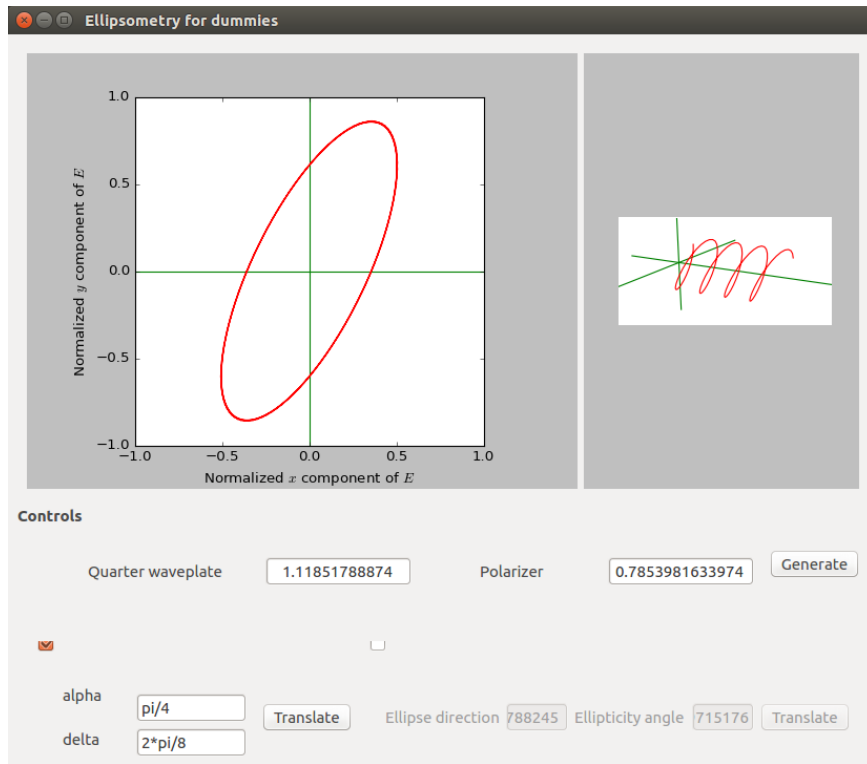 Ellipsometry for dummies
1.0
0.5
0.0
−0.5
−1.0
Normalized y component of E
−1.0 −0.5 0.0 0.5 1.0
Normalized x component of E
Controls
Quarter waveplate 1.11851788874 Polarizer 0.7853981633974 Generate
alpha pi/4 Translate Ellipse direction 788245 Ellipticity angle 715176 Translate
delta 2*pi/8